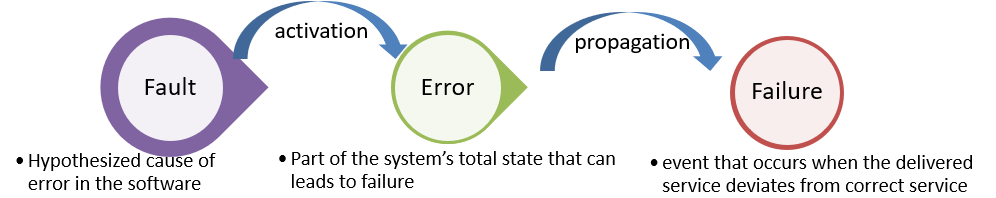 activation
propagation
Fault
Error
Failure
• Hypothesized cause of
error in the software
• Part of the system's total state that can
leads to failure
• event that occurs when the delivered
service deviates from correct service